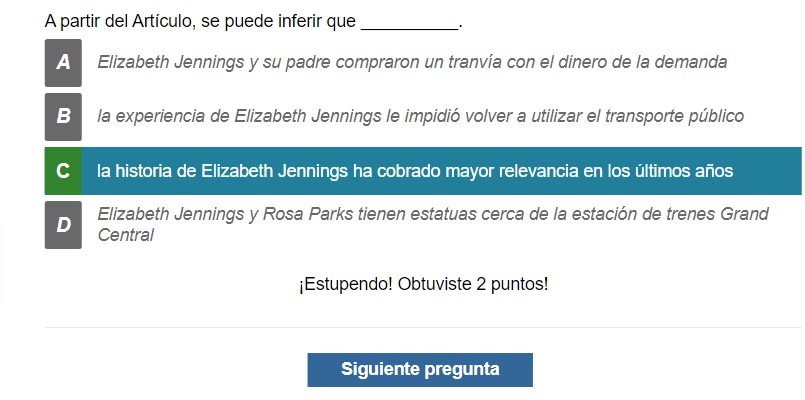 A partir del Artículo, se puede inferir que __________.
A Elizabeth Jennings y su padre compraron un tranvía con el dinero de la demanda
B la experiencia de Elizabeth Jennings le impidió volver a utilizar el transporte público
C la historia de Elizabeth Jennings ha cobrado mayor relevancia en los últimos años
D Elizabeth Jennings y Rosa Parks tienen estatuas cerca de la estación de trenes Grand
Central
¡Estupendo! Obtuviste 2 puntos!
Siguiente pregunta